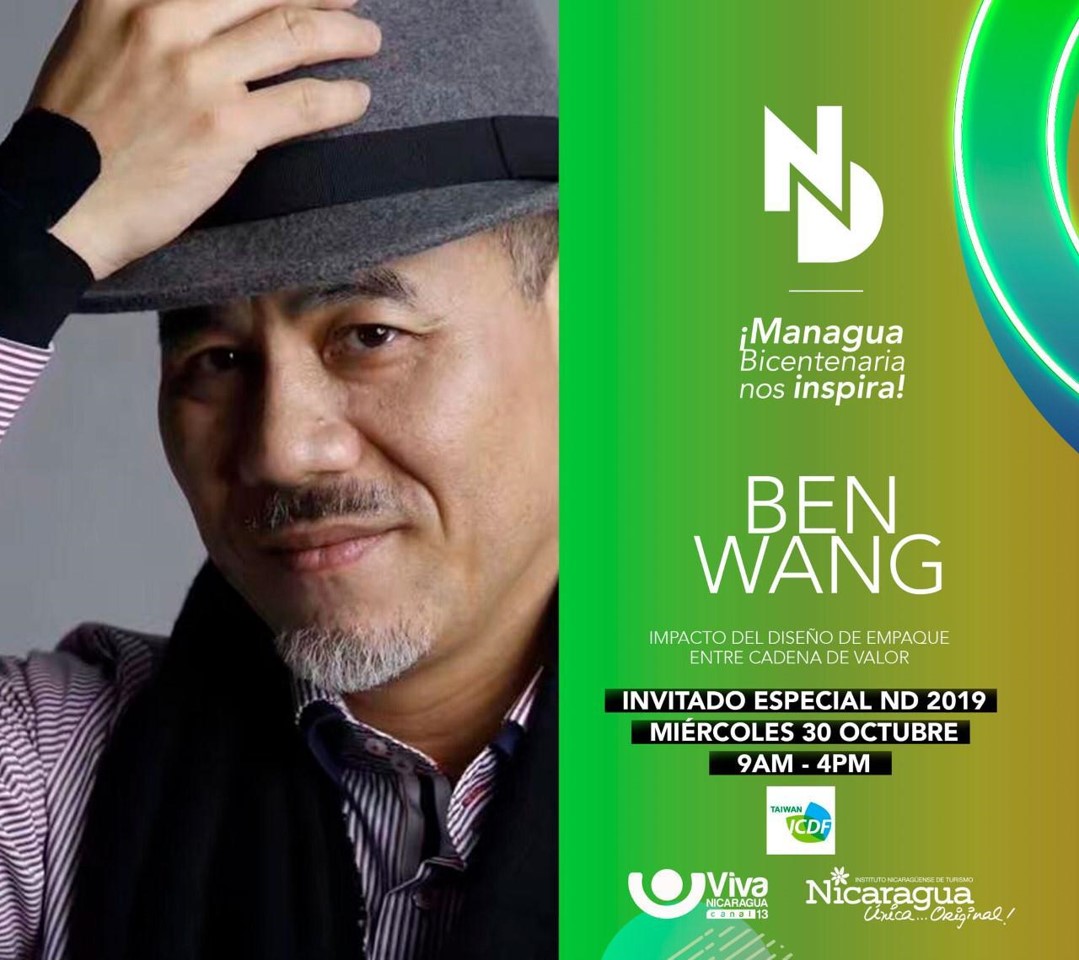 ND
¡Managua
Bicentenaria
nos inspira!
BEN
WANG
IMPACTO DEL DISEÑO DE EMPAQUE
ENTRE CADENA DE VALOR
INVITADO ESPECIAL ND 2019
MIÉRCOLES 30 OCTUBRE
9AM - 4PM
TAIWAN
ICDF
Viva
NICARAGUA
canal 13
INSTITUTO NICARAGÜENSE DE TURISMO
Nicaragua
Única... Original!